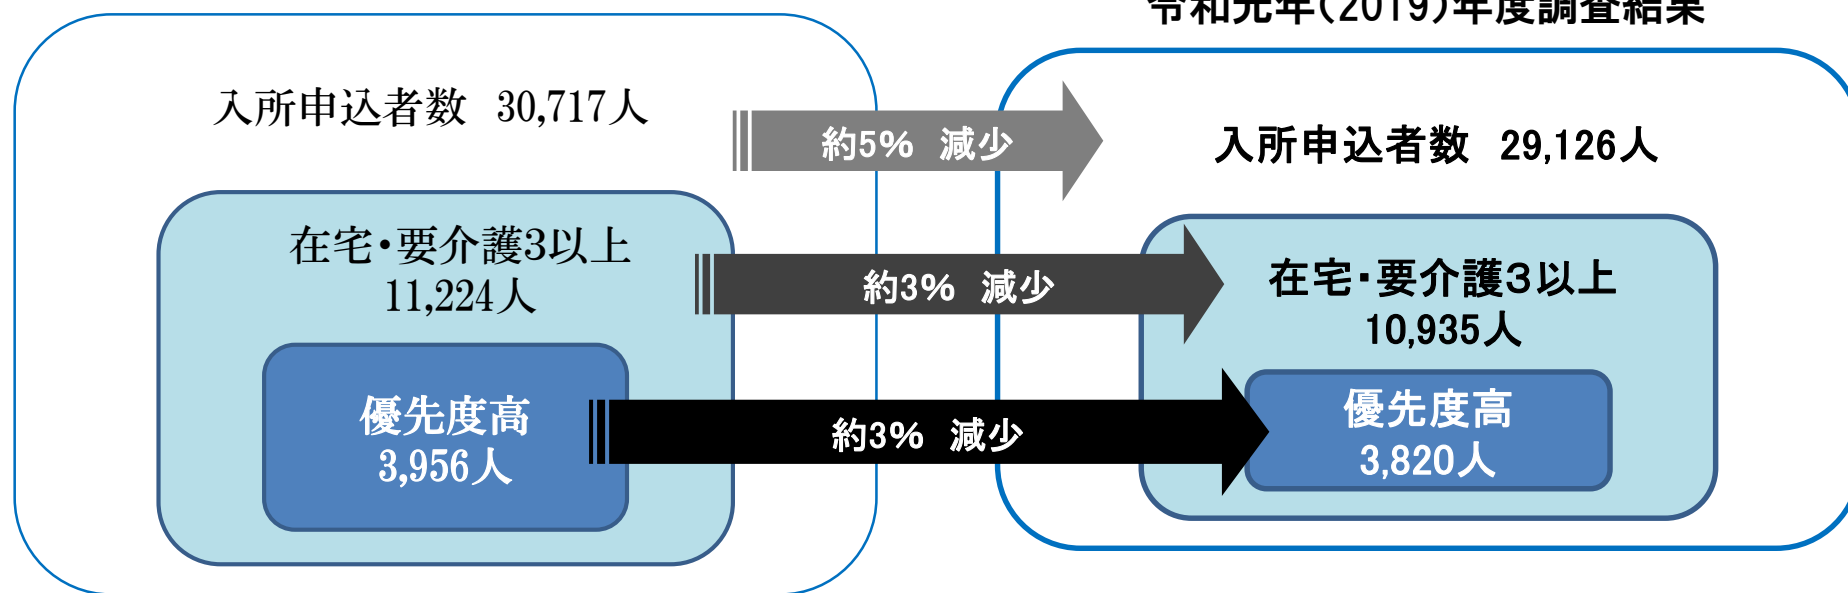 令和元年(2019)年度調査結果
入所申込者数 30,717人
約5% 減少
入所申込者数 29,126人
在宅・要介護3以上
11,224人
約3% 減少
在宅・要介護3以上
10,935人
優先度高
3,956人
約3% 減少
優先度高
3,820人